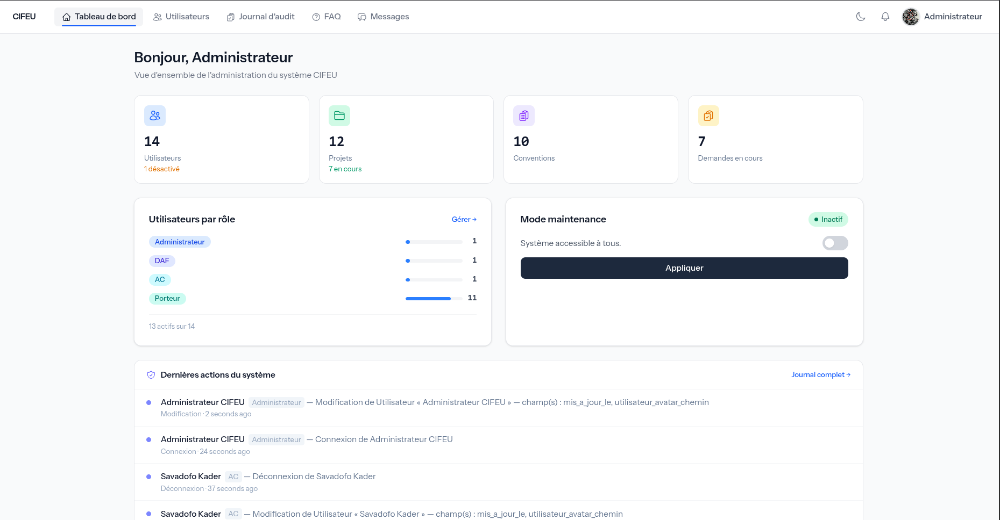 CIFEU Tableau de bord Utilisateurs Journal d'audit FAQ Messages Administrateur
Bonjour, Administrateur
Vue d'ensemble de l'administration du système CIFEU
14
Utilisateurs
1 désactivé
12
Projets
7 en cours
10
Conventions
7
Demandes en cours
Utilisateurs par rôle Gérer →
Administrateur 1
DAF 1
AC 1
Porteur 11
13 actifs sur 14
Mode maintenance Inactif
Système accessible à tous.
Appliquer
Dernières actions du système Journal complet →
Administrateur CIFEU Administrateur — Modification de Utilisateur « Administrateur CIFEU » — champ(s) : mis_a_jour_le, utilisateur_avatar_chemin
Modification · 2 seconds ago
Administrateur CIFEU Administrateur — Connexion de Administrateur CIFEU
Connexion · 24 seconds ago
Savadofo Kader AC — Déconnexion de Savadofo Kader
Déconnexion · 37 seconds ago
Savadofo Kader AC — Modification de Utilisateur « Savadofo Kader » — champ(s) : mis_a_jour_le, utilisateur_avatar_chemin